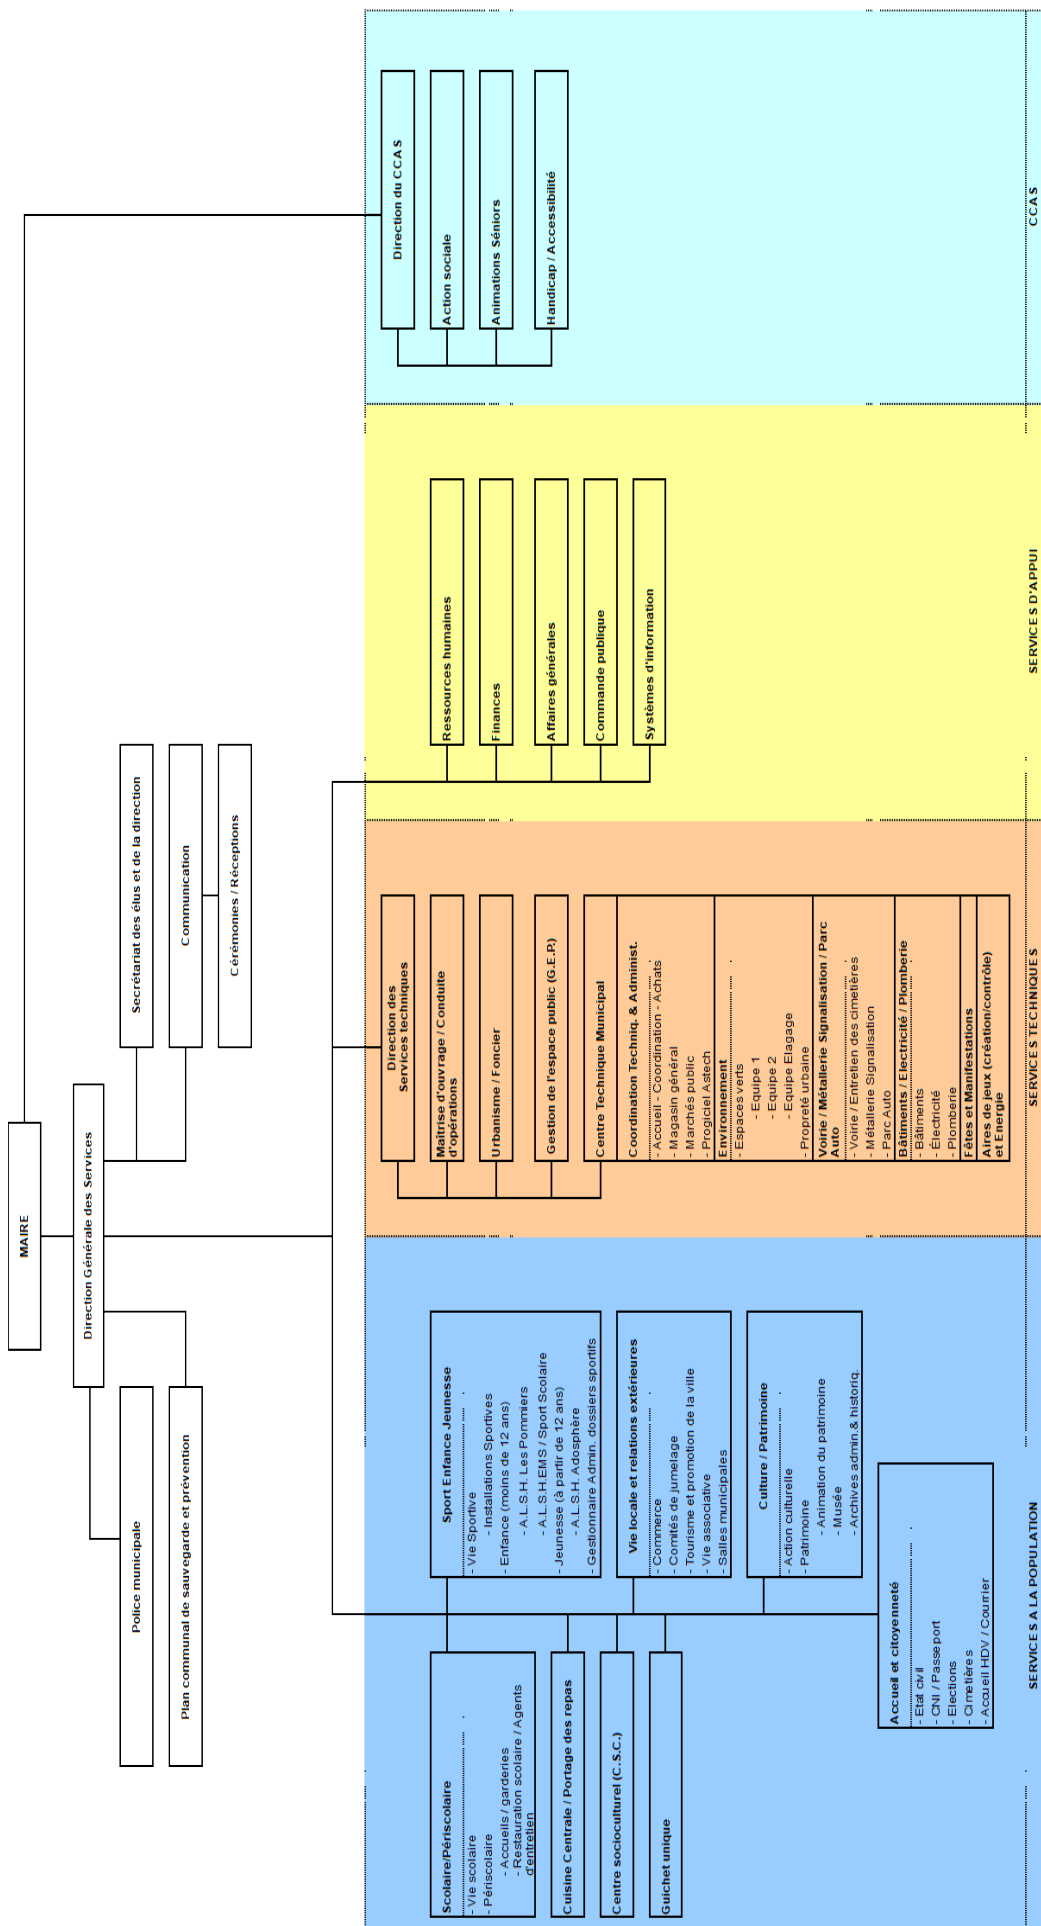 MAIRE
Direction Générale des Services
Police municipale
Plan communal de sauvegarde et prévention
Secrétariat des élus et de la direction
Communication
Cérémonies / Réceptions
Scolaire/Périscolaire
- Vie scolaire
- Périscolaire
- Accueils / garderies
- Restauration scolaire / Agents
d'entretien
Cuisine Centrale / Portage des repas
Centre socioculturel (C.S.C.)
Guichet unique
Sport Enfance Jeunesse
- Vie Sportive
- Installations Sportives
- Enfance (moins de 12 ans)
- A.L.S.H. Les Pommiers
- A.L.S.H.EMS / Sport Scolaire
- Jeunesse (à partir de 12 ans)
- A.L.S.H. Adosphère
- Gestionnaire Admin. dossiers sportifs
Vie locale et relations extérieures
- Commerce
- Comités de jumelage
- Tourisme et promotion de la ville
- Vie associative
- Salles municipales
Culture / Patrimoine
- Action culturelle
- Patrimoine
- Animation du patrimoine
- Musée
- Archives admin.& historiq.
Accueil et citoyenneté
- Etat civil
- CNI / Passeport
- Elections
- Cimetières
- Accueil HDV / Courrier
SERVICES A LA POPULATION
Direction des
Services techniques
Maîtrise d'ouvrage / Conduite
d'opérations
Urbanisme / Foncier
Gestion de l'espace public (G.E.P.)
Centre Technique Municipal
Coordination Techniq. & Administ.
- Accueil - Coordination - Achats
- Magasin général
- Marchés public
- Progiciel Astech
Environnement
- Espaces verts
- Equipe 1
- Equipe 2
- Equipe Elagage
- Propreté urbaine
Voirie / Métallerie Signalisation / Parc
Auto
- Voirie / Entretien des cimetières
- Métallerie Signalisation
- Parc Auto
Bâtiments / Electricité / Plomberie
- Bâtiments
- Électricité
- Plomberie
Fêtes et Manifestations
Aires de jeux (création/contrôle)
et Energie
SERVICES TECHNIQUES
Ressources humaines
Finances
Affaires générales
Commande publique
Systèmes d'information
SERVICES D'APPUI
Direction du CCAS
Action sociale
Animations Séniors
Handicap / Accessibilité
CCAS